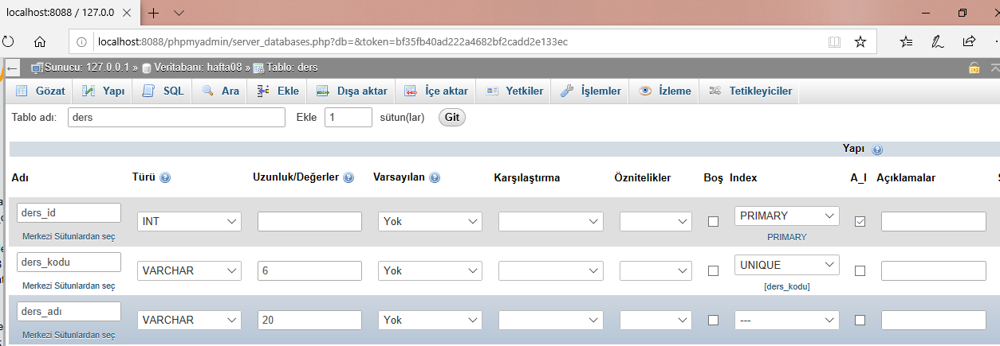 localhost:8088 / 127.0.0
localhost:8088/phpmyadmin/server_databases.php?db=&token=bf35fb40ad222a4682bf2cadd2e133ec
Sunucu: 127.0.0.1 » Veritabanı: hafta08 » Tablo: ders
Gözat Yapı SQL Ara Ekle Dışa aktar İçe aktar Yetkiler İşlemler İzleme Tetikleyiciler
Tablo adı: ders Ekle 1 sütun(lar) Git
Yapı
Adı Türü Uzunluk/Değerler Varsayılan Karşılaştırma Öznitelikler Boş Index A_I Açıklamalar
ders_id INT Yok PRIMARY
Merkezi Sütunlardan seç PRIMARY
ders_kodu VARCHAR 6 Yok UNIQUE
Merkezi Sütunlardan seç [ders_kodu]
ders_adı VARCHAR 20 Yok ---
Merkezi Sütunlardan seç